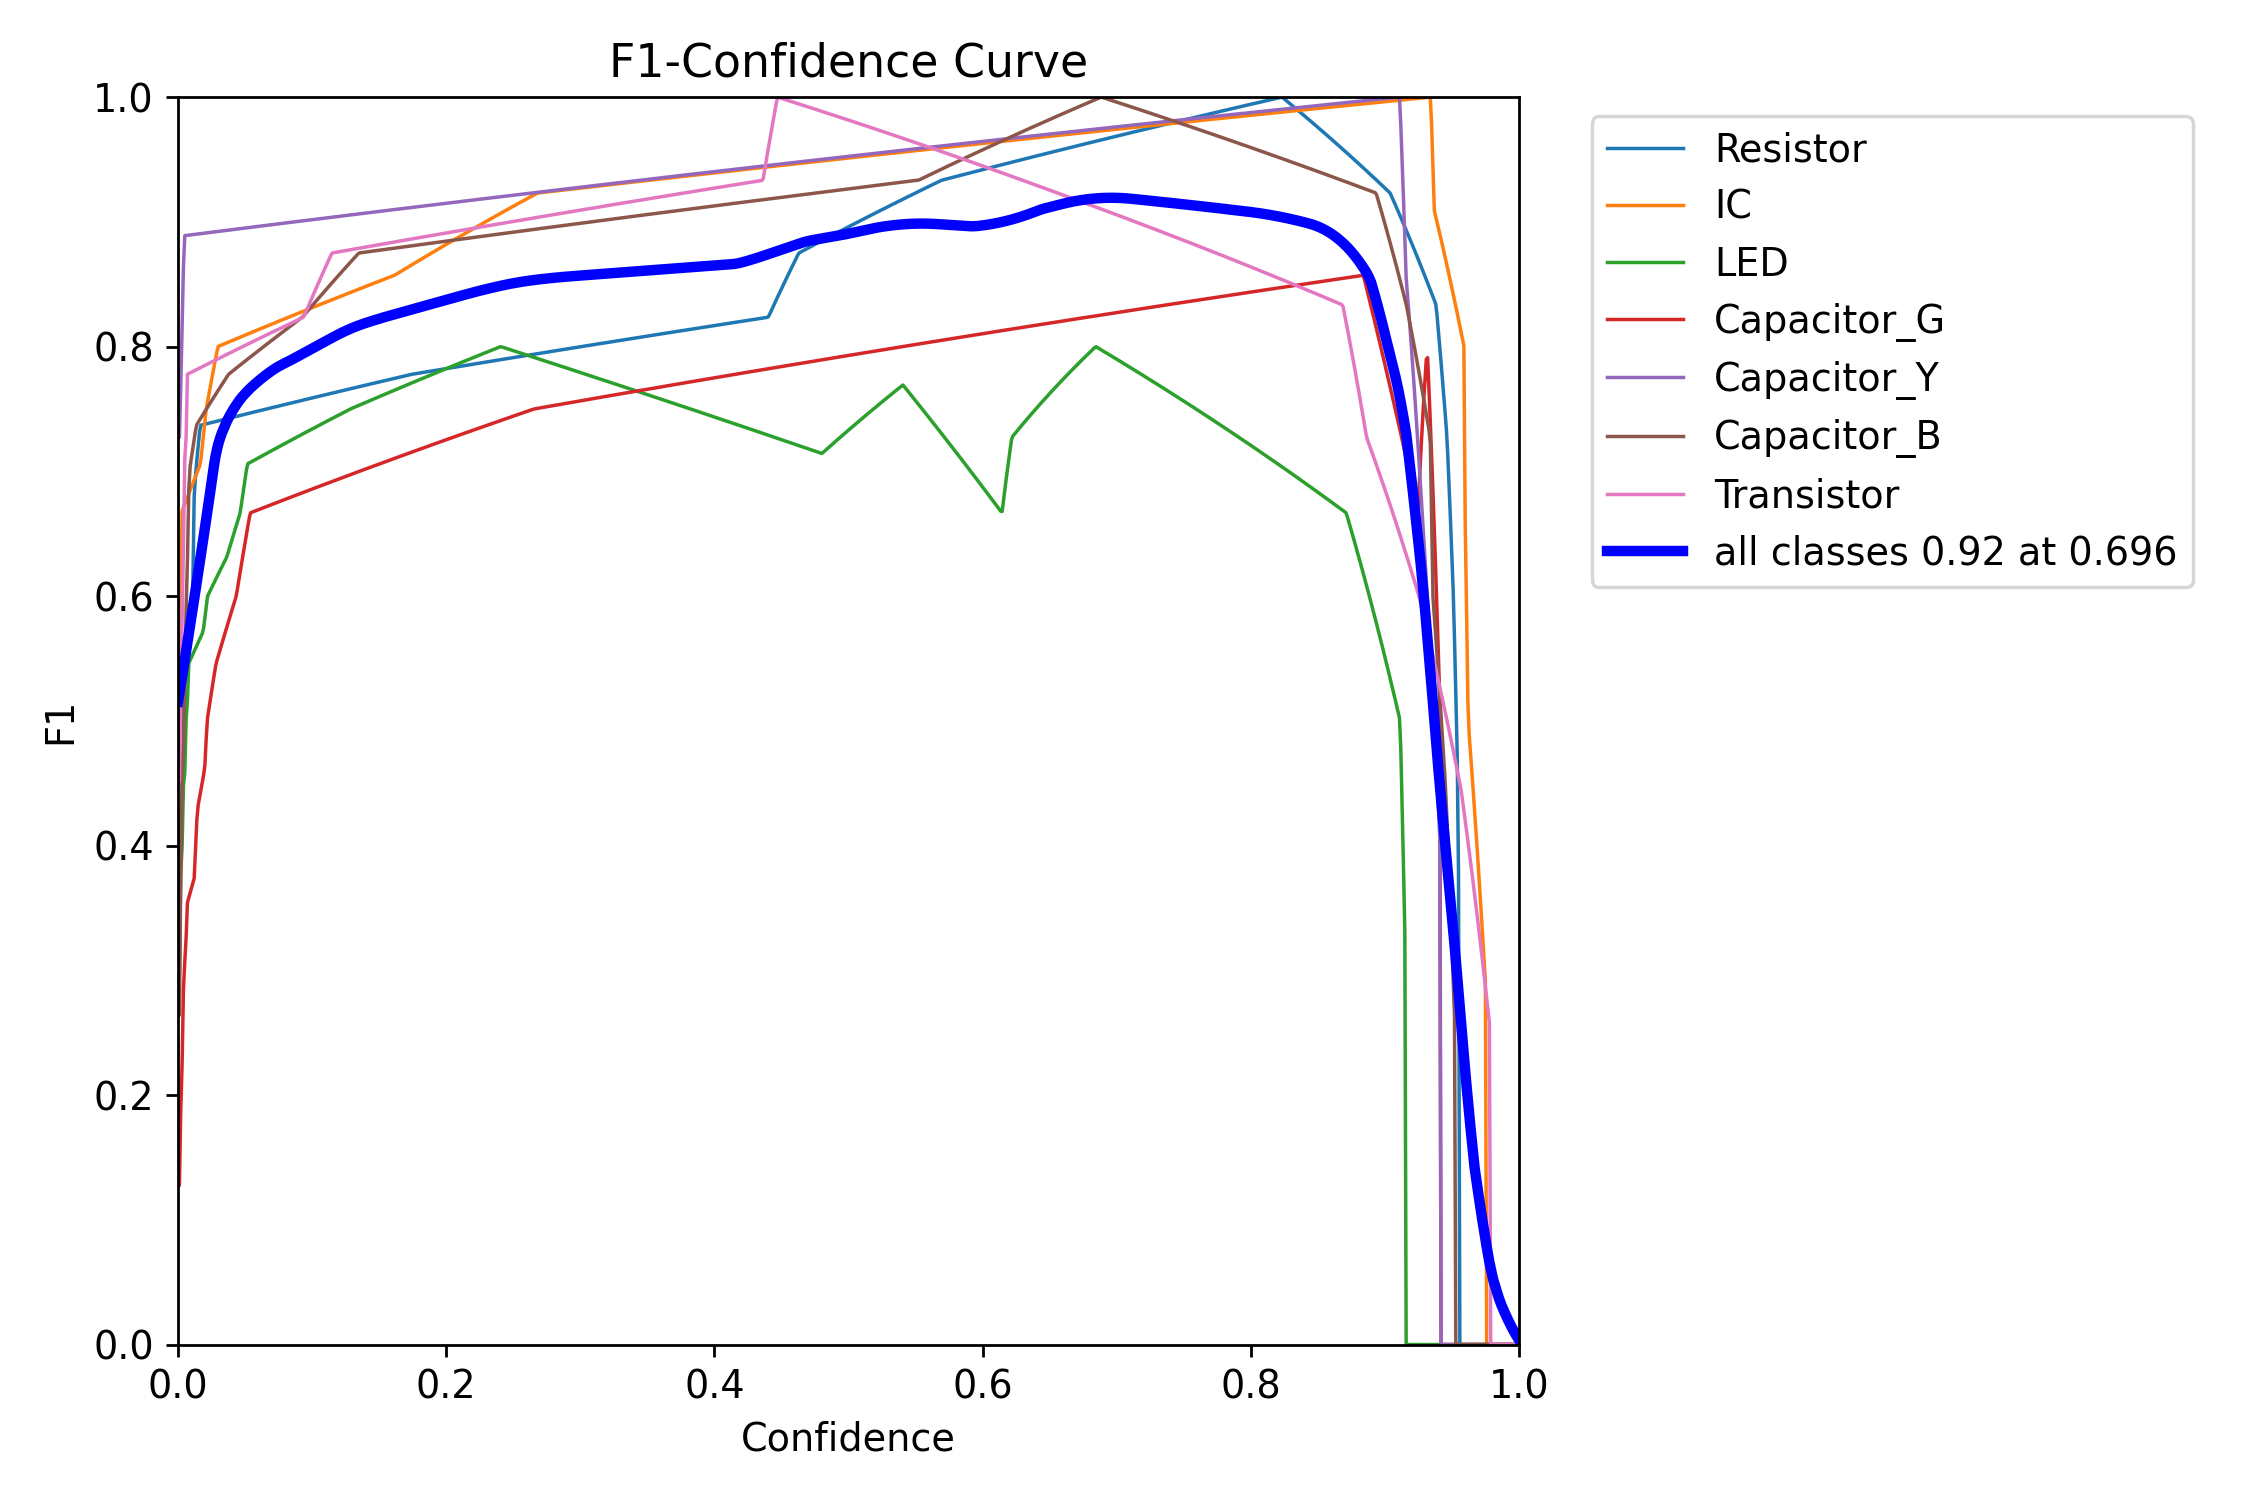 F1-Confidence Curve
1.0
0.8
0.6
0.4
0.2
0.0
F1
0.0 0.2 0.4 0.6 0.8 1.0
Confidence
Resistor
IC
LED
Capacitor_G
Capacitor_Y
Capacitor_B
Transistor
all classes 0.92 at 0.696